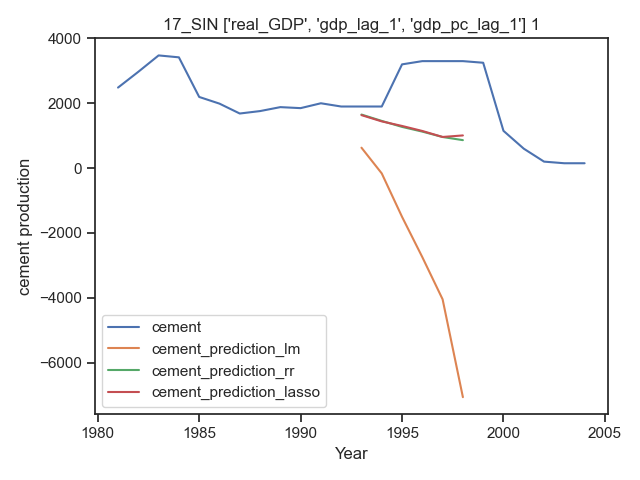 17_SIN ['real_GDP', 'gdp_lag_1', 'gdp_pc_lag_1'] 1
cement production
4000
2000
0
−2000
−4000
−6000
cement
cement_prediction_lm
cement_prediction_rr
cement_prediction_lasso
1980
1985
1990
1995
2000
2005
Year